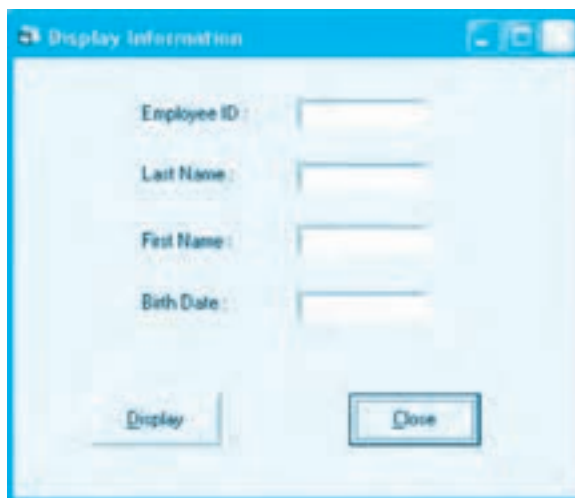 Display Information
Employee ID :
Last Name :
First Name :
Birth Date :
Display Close